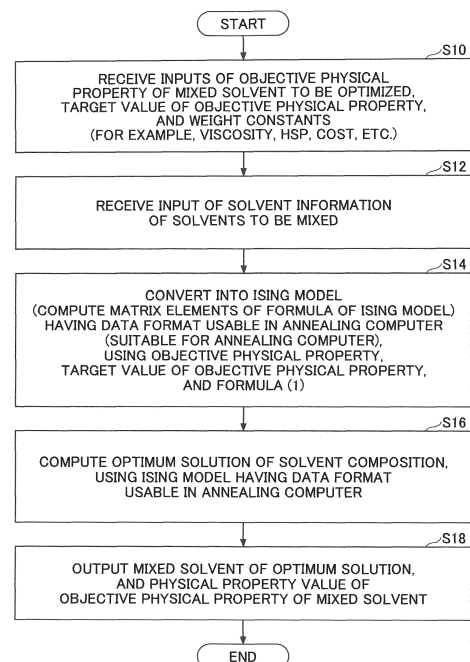 START
S10
RECEIVE INPUTS OF OBJECTIVE PHYSICAL
PROPERTY OF MIXED SOLVENT TO BE OPTIMIZED,
TARGET VALUE OF OBJECTIVE PHYSICAL PROPERTY,
AND WEIGHT CONSTANTS
(FOR EXAMPLE, VISCOSITY, HSP, COST, ETC.)
S12
RECEIVE INPUT OF SOLVENT INFORMATION
OF SOLVENTS TO BE MIXED
S14
CONVERT INTO ISING MODEL
(COMPUTE MATRIX ELEMENTS OF FORMULA OF ISING MODEL)
HAVING DATA FORMAT USABLE IN ANNEALING COMPUTER
(SUITABLE FOR ANNEALING COMPUTER),
USING OBJECTIVE PHYSICAL PROPERTY,
TARGET VALUE OF OBJECTIVE PHYSICAL PROPERTY,
AND FORMULA (1)
S16
COMPUTE OPTIMUM SOLUTION OF SOLVENT COMPOSITION,
USING ISING MODEL HAVING DATA FORMAT
USABLE IN ANNEALING COMPUTER
S18
OUTPUT MIXED SOLVENT OF OPTIMUM SOLUTION,
AND PHYSICAL PROPERTY VALUE OF
OBJECTIVE PHYSICAL PROPERTY OF MIXED SOLVENT
END